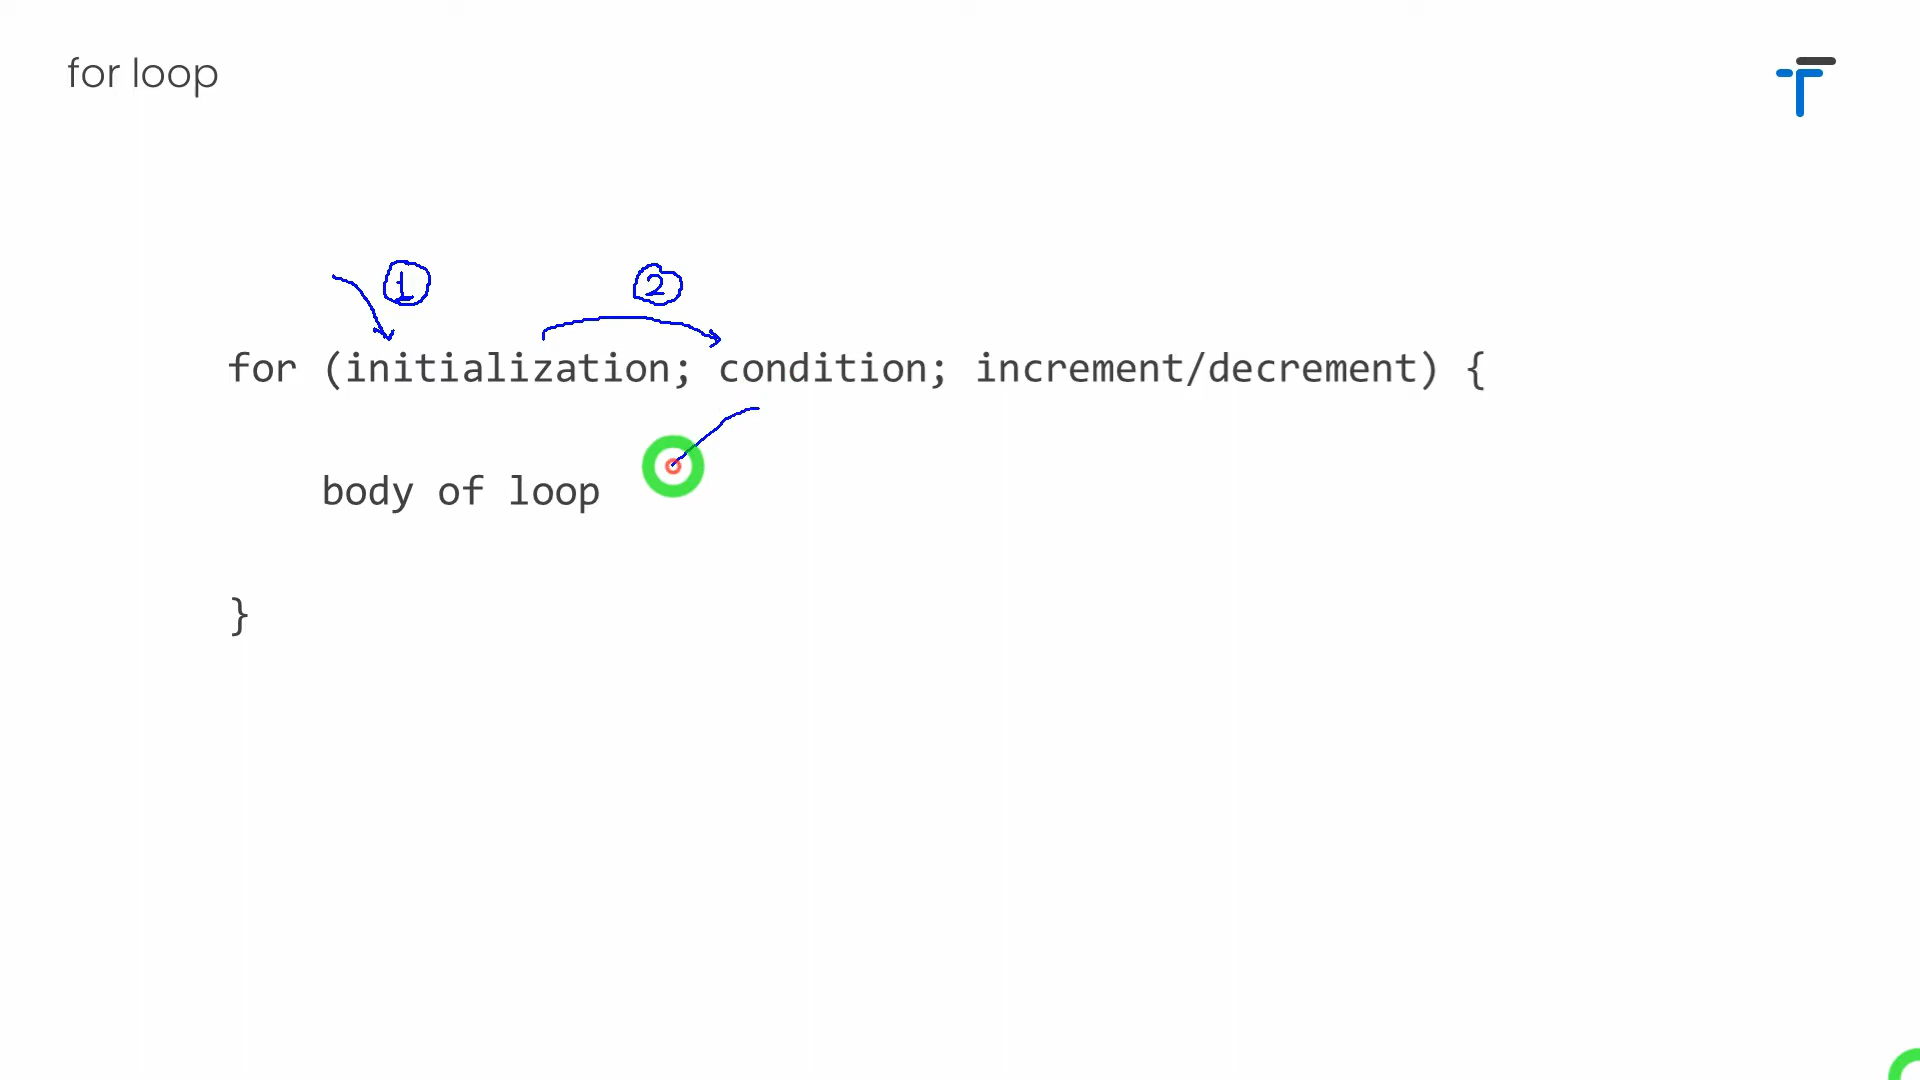 for loop
1 2
for (initialization; condition; increment/decrement) {
body of loop
}